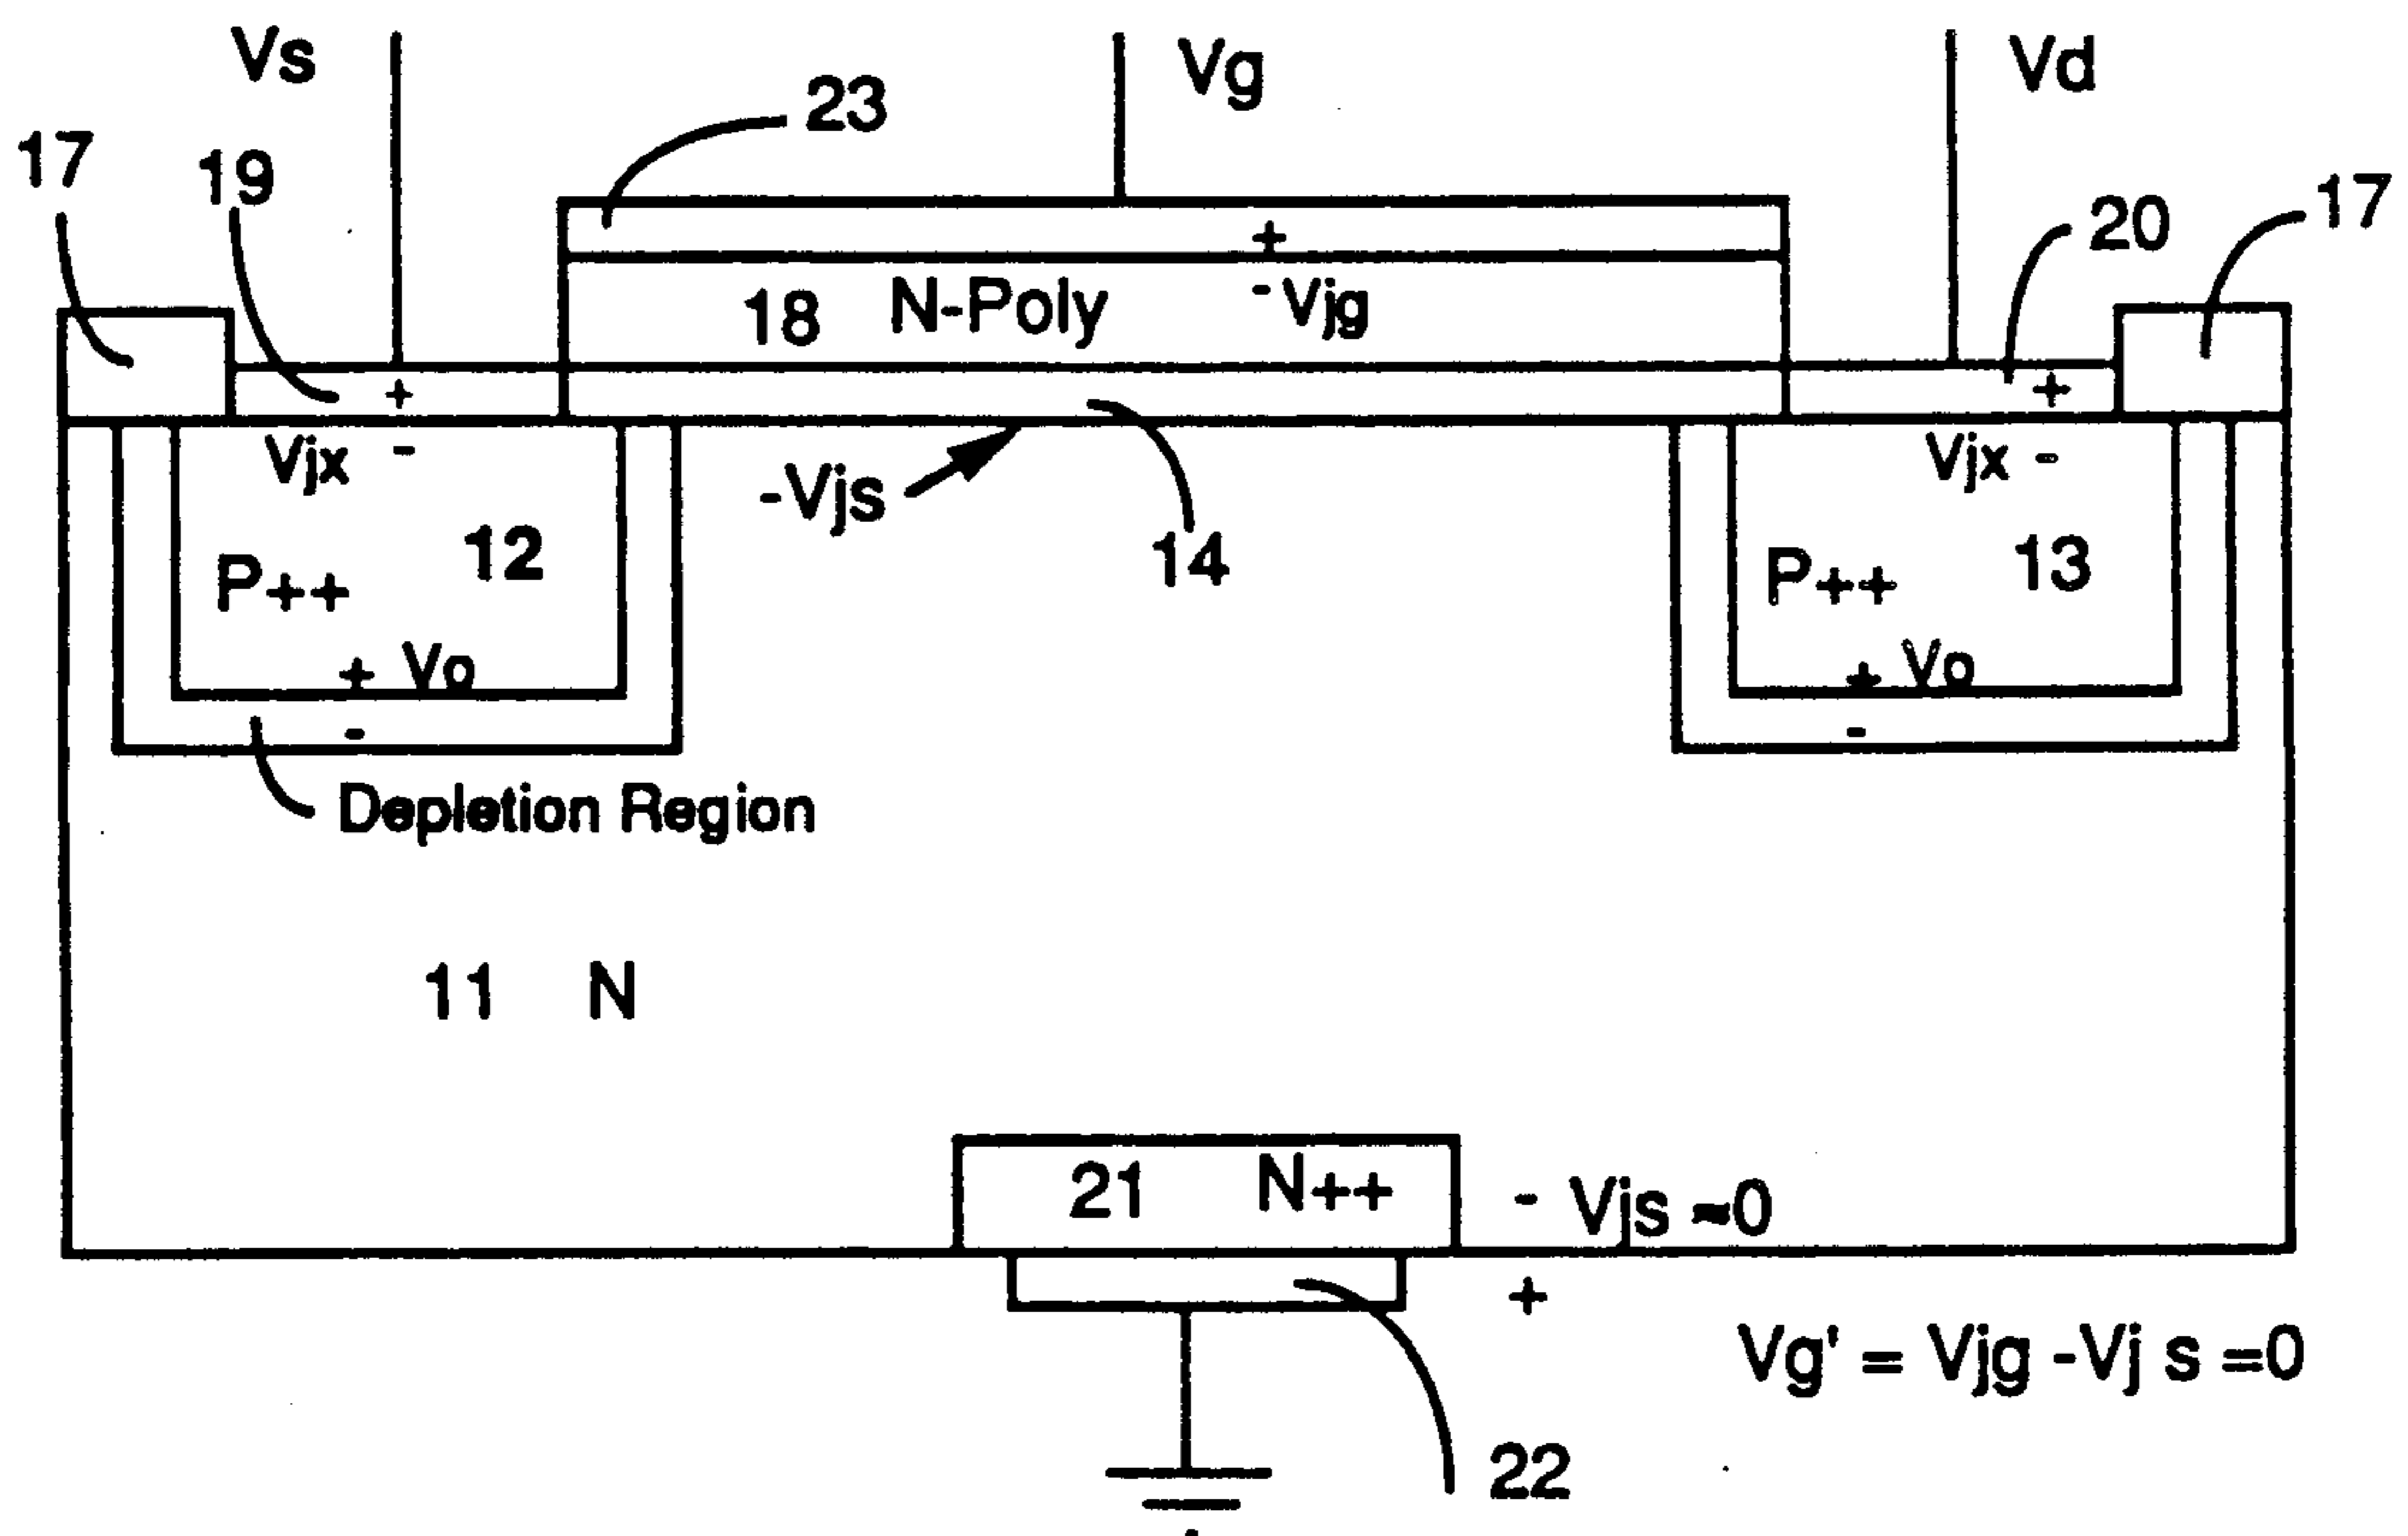 Vs
Vg
Vd
23
17
19
20
17
+
18 N-Poly - Vjg
+
+
Vjx -
-Vjs
Vjx -
12
14
13
P++
P++
+ Vo
+ Vo
-
-
Depletion Region
11 N
21 N++
- Vjs ≈0
+
Vg' = Vjg -Vj s =0
22